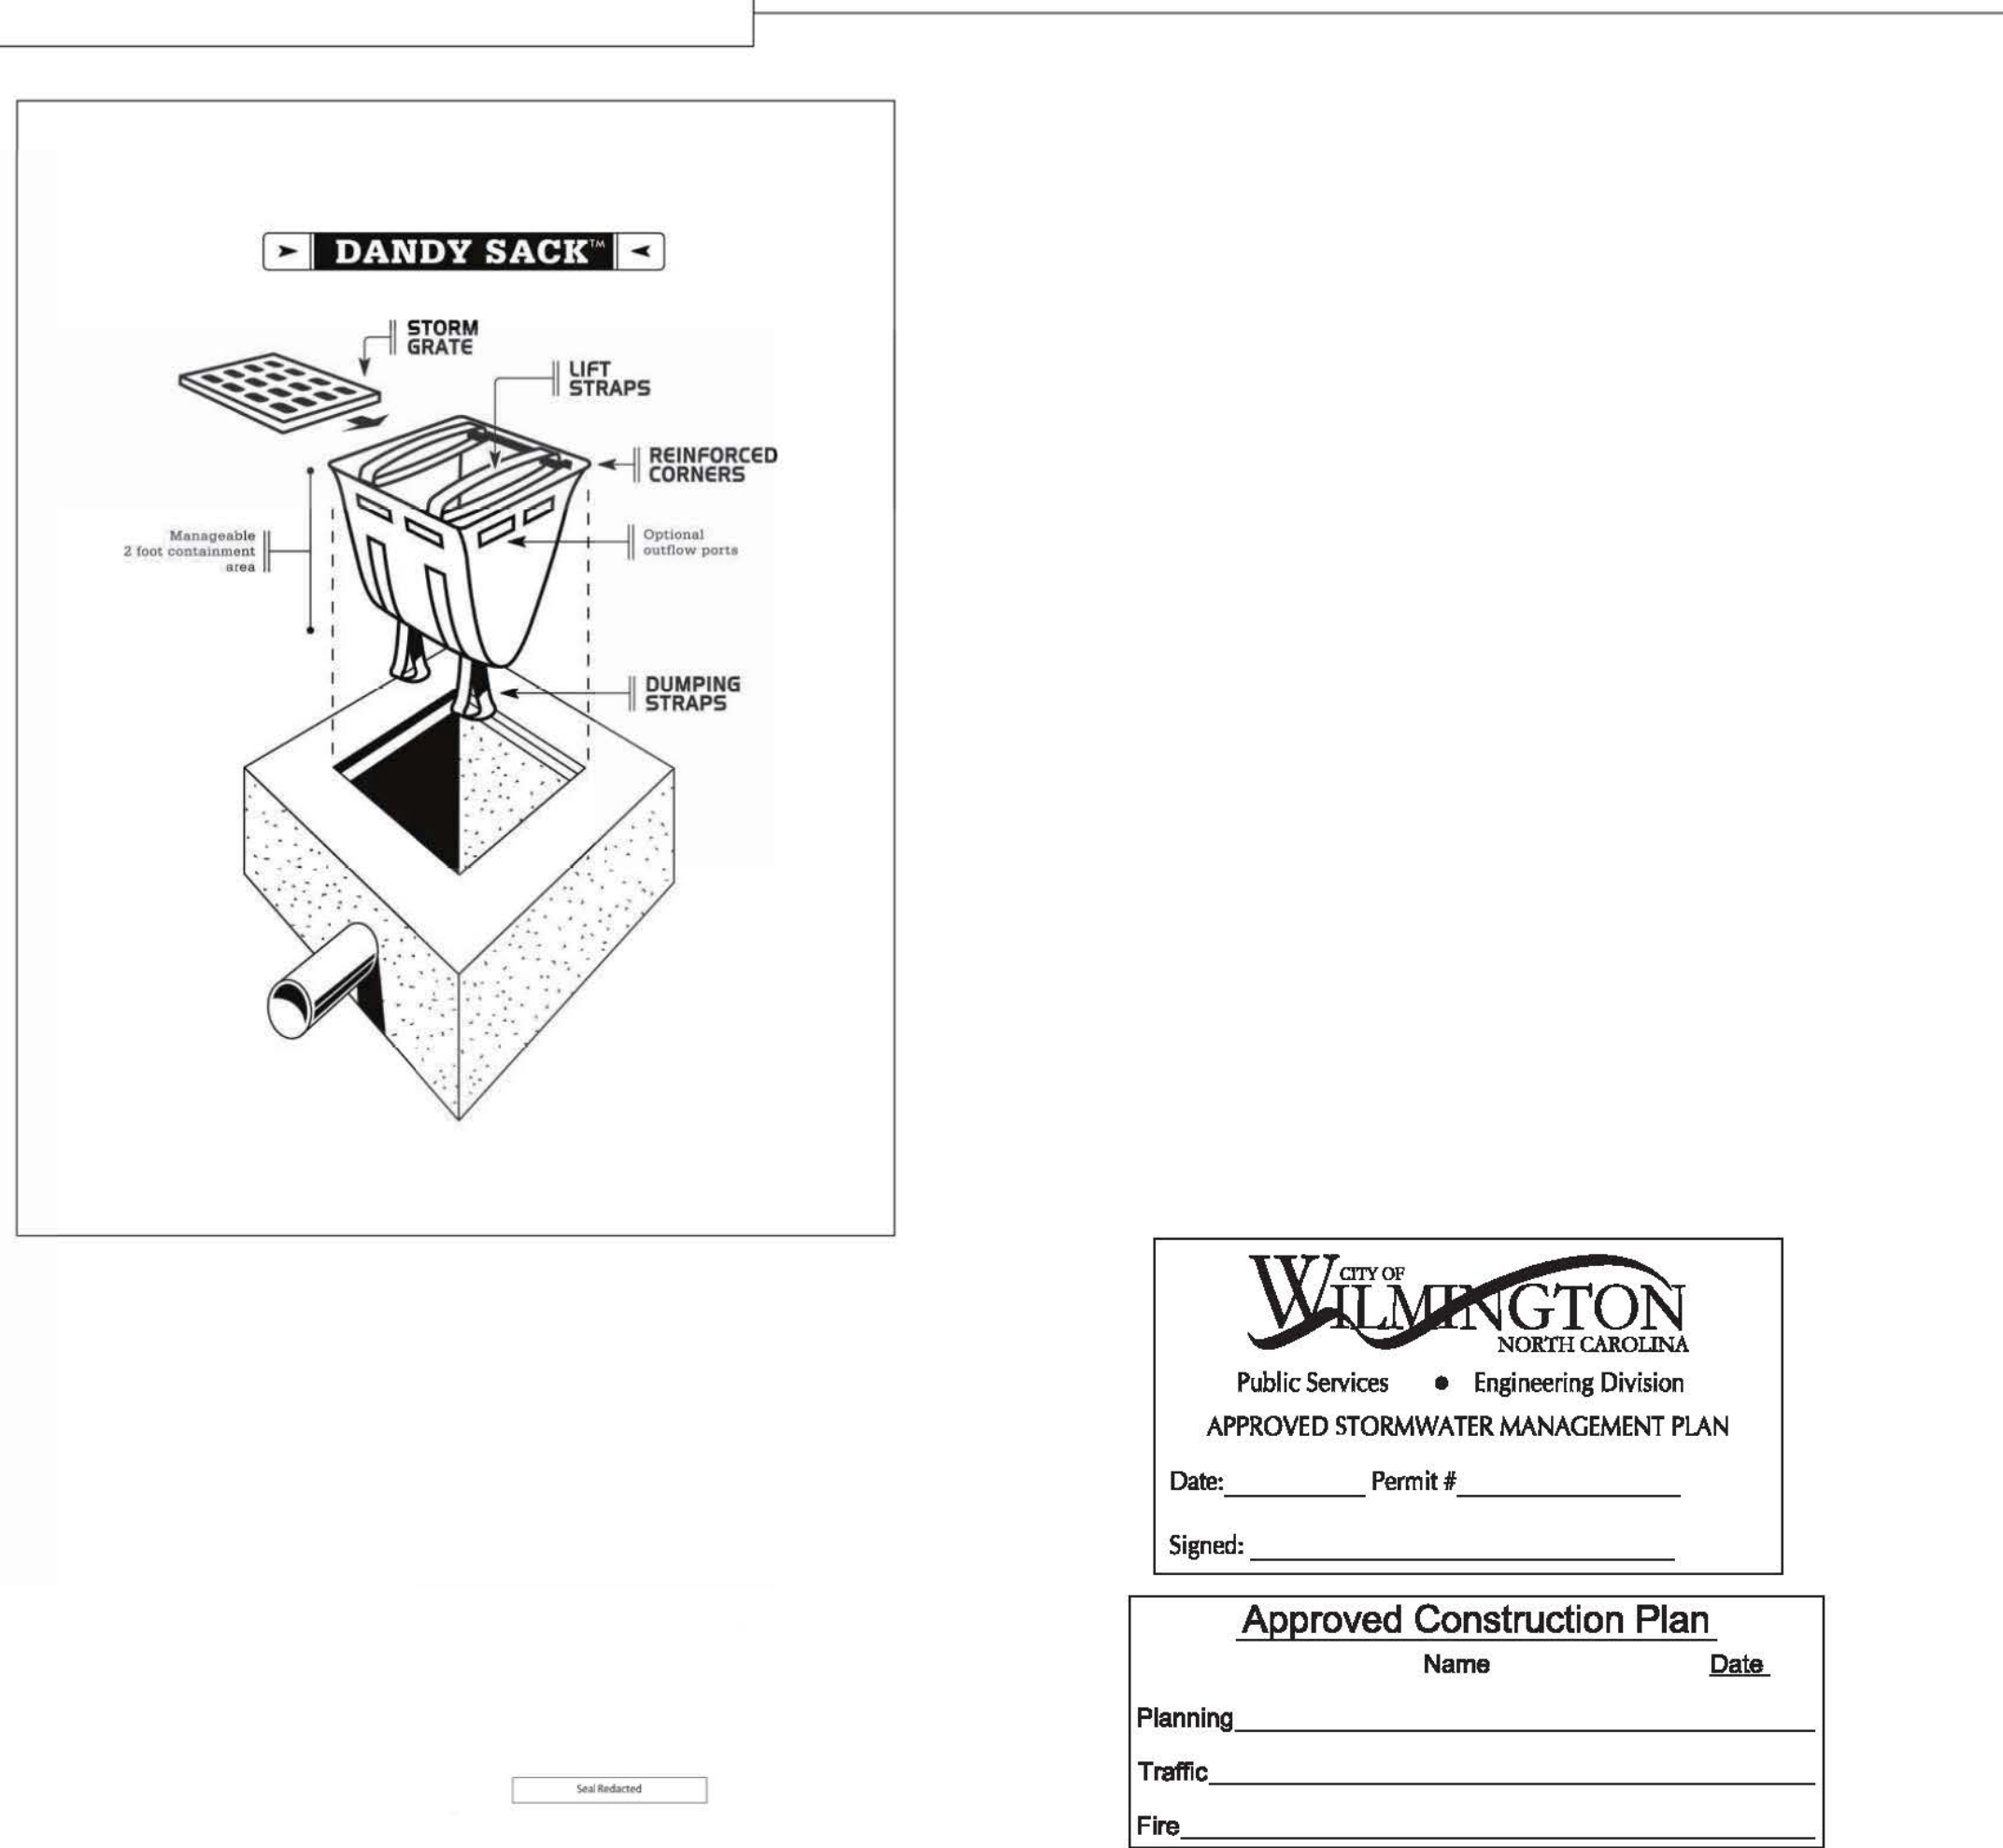 DANDY SACK™
STORM
GRATE
LIFT
STRAPS
REINFORCED
CORNERS
Manageable
2 foot containment
area
Optional
outflow ports
DUMPING
STRAPS
CITY OF
WILMINGTON
NORTH CAROLINA
Public Services • Engineering Division
APPROVED STORMWATER MANAGEMENT PLAN
Date: Permit #
Signed:
Approved Construction Plan
Name Date
Planning
Traffic
Fire
Seal Redacted